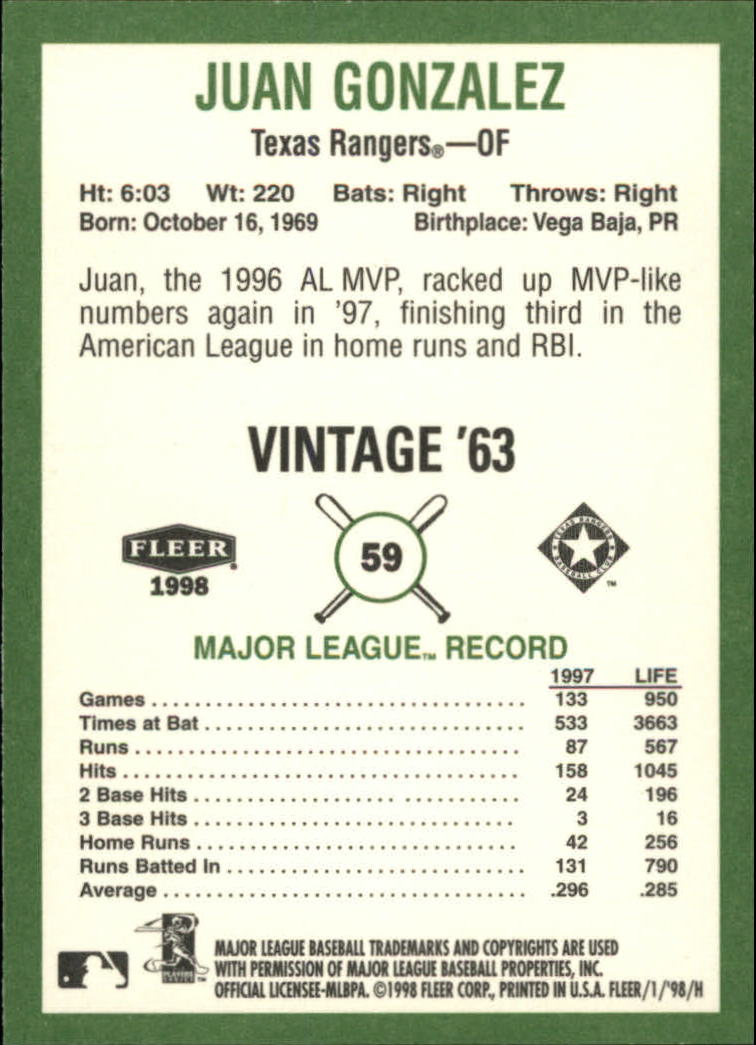 JUAN GONZALEZ
Texas Rangers®—OF
Ht: 6:03 Wt: 220 Bats: Right Throws: Right
Born: October 16, 1969 Birthplace: Vega Baja, PR
Juan, the 1996 AL MVP, racked up MVP-like
numbers again in '97, finishing third in the
American League in home runs and RBI.
VINTAGE '63
FLEER
1998
59
TEXAS RANGERS
BASEBALL CLUB
™
MAJOR LEAGUE™ RECORD
1997 LIFE
Games 133 950
Times at Bat 533 3663
Runs 87 567
Hits 158 1045
2 Base Hits 24 196
3 Base Hits 3 16
Home Runs 42 256
Runs Batted In 131 790
Average .296 .285
PLAYERS
CHOICE™
MAJOR LEAGUE BASEBALL TRADEMARKS AND COPYRIGHTS ARE USED
WITH PERMISSION OF MAJOR LEAGUE BASEBALL PROPERTIES, INC.
OFFICIAL LICENSEE-MLBPA. ©1998 FLEER CORP., PRINTED IN U.S.A. FLEER/1/'98/H